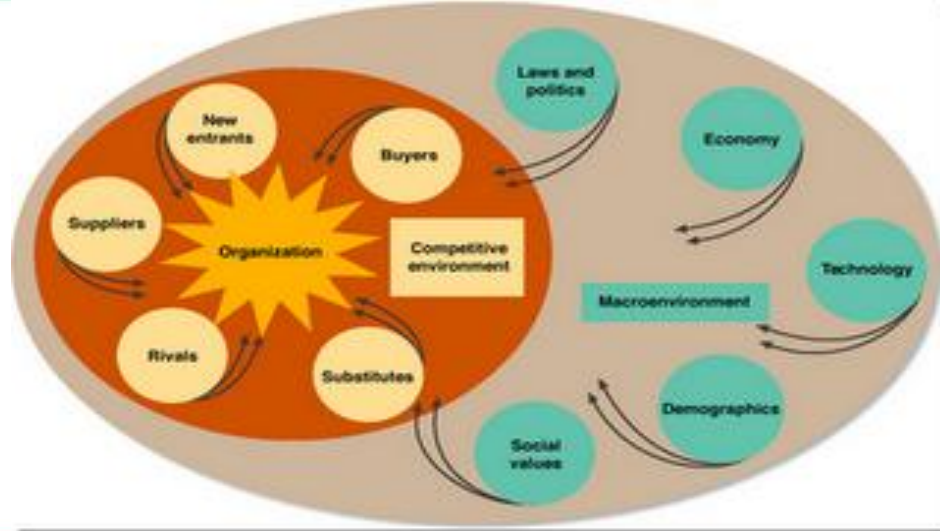 Laws and
politics
New
entrants
Economy
Buyers
Suppliers
Organization
Competitive
environment
Technology
Macroenvironment
Rivals
Substitutes
Demographics
Social
values